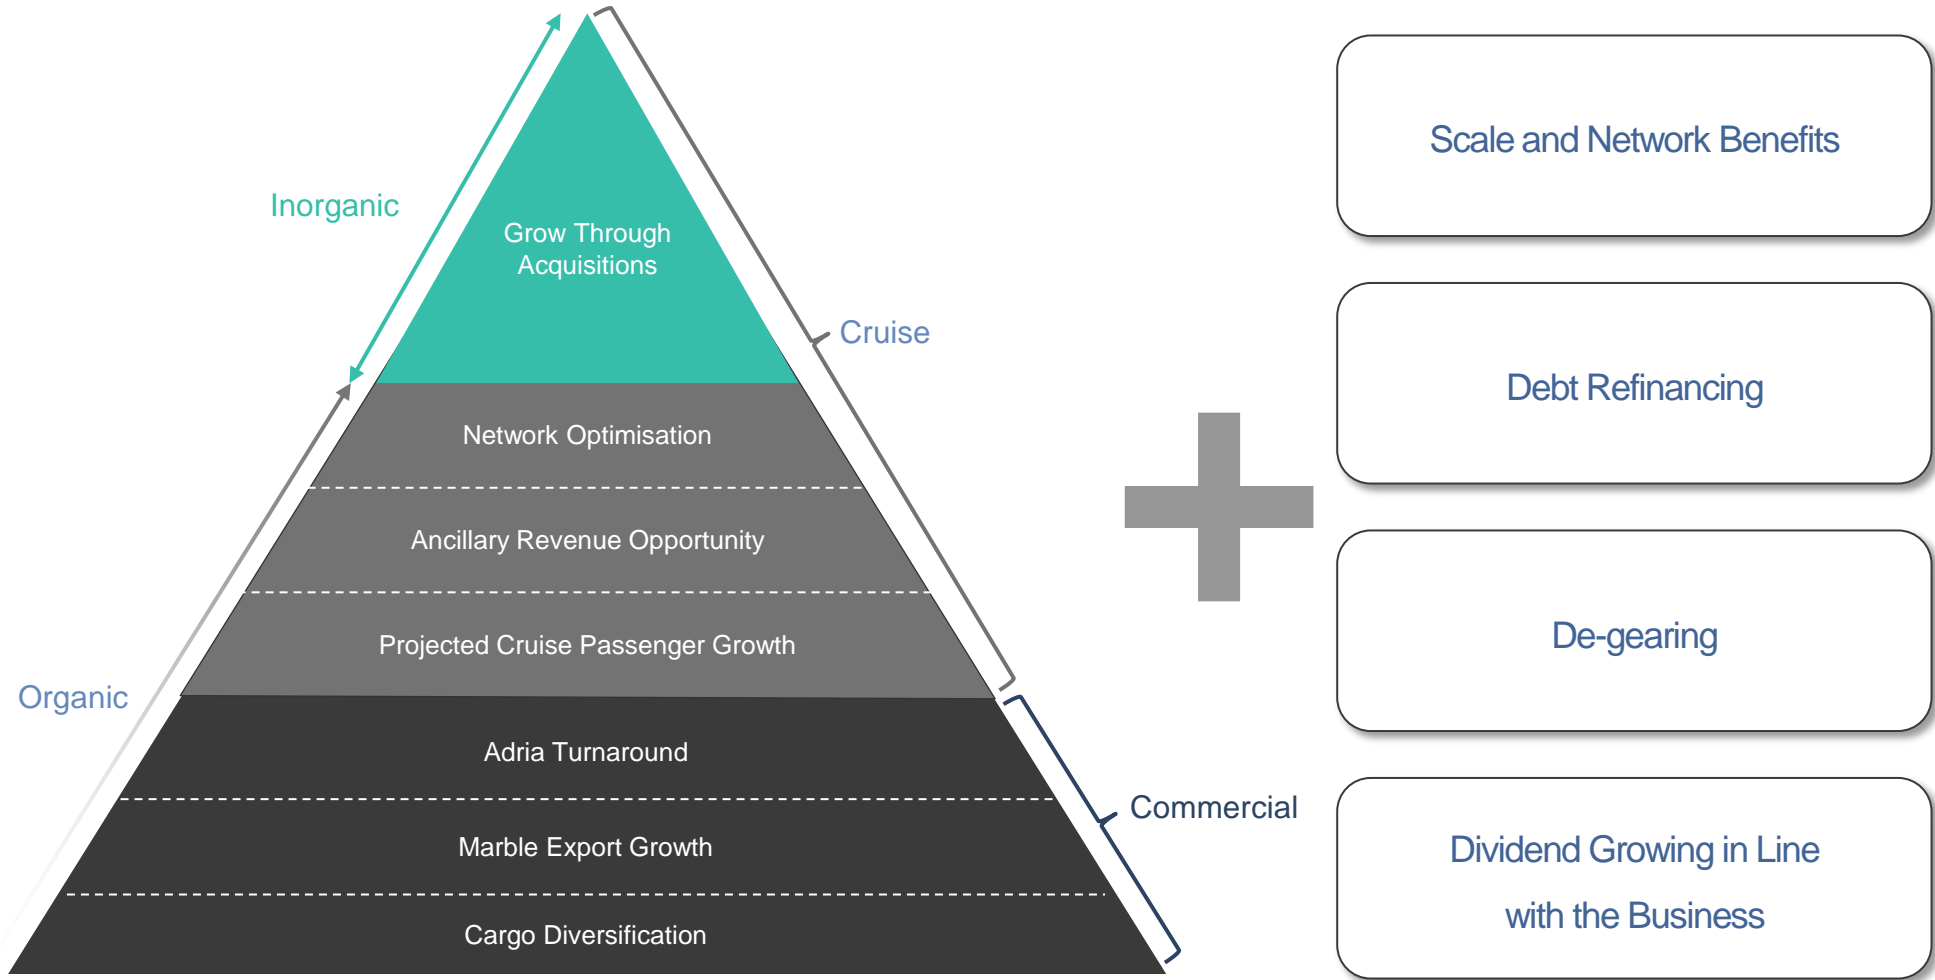 Inorganic
Grow Through
Acquisitions
Cruise
Network Optimisation
Ancillary Revenue Opportunity
Projected Cruise Passenger Growth
Organic
Adria Turnaround
Marble Export Growth
Cargo Diversification
Commercial
Scale and Network Benefits
Debt Refinancing
De-gearing
Dividend Growing in Line
with the Business